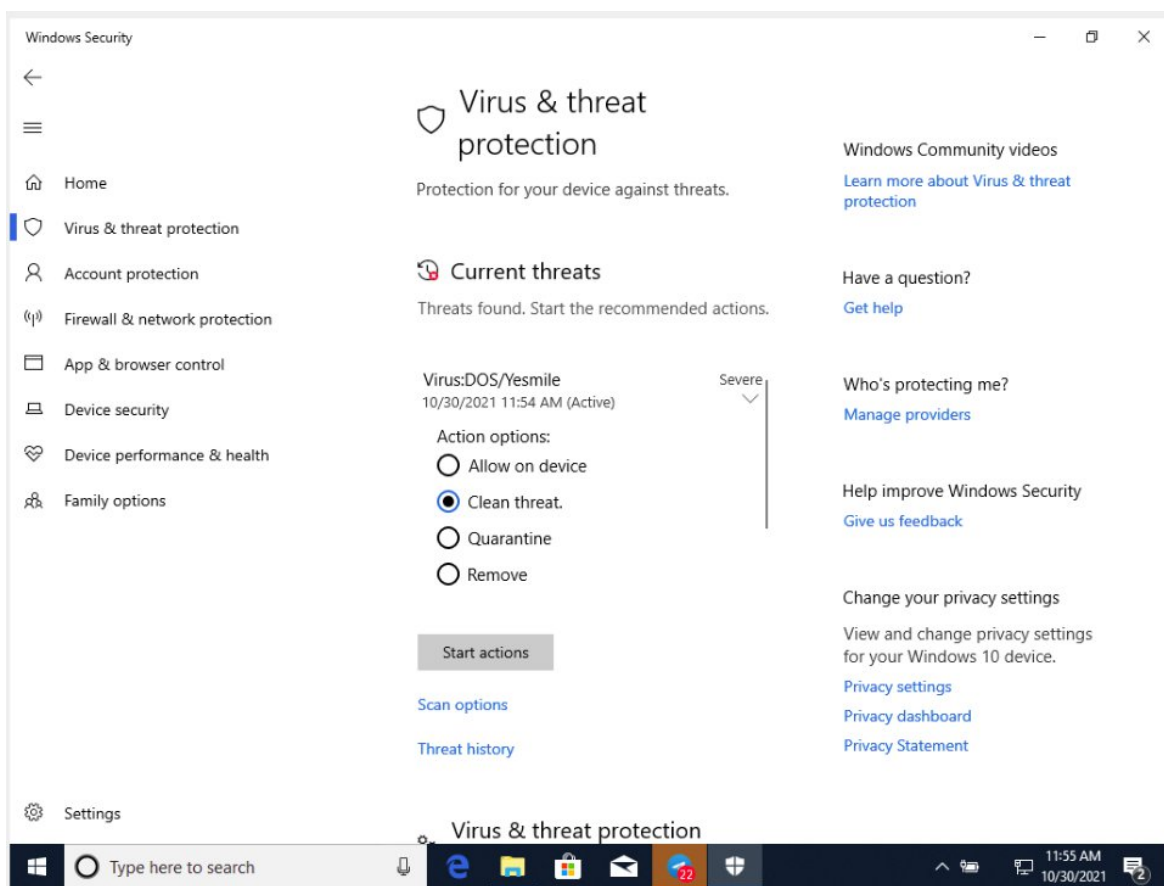 Windows Security
Home
Virus & threat protection
Account protection
Firewall & network protection
App & browser control
Device security
Device performance & health
Family options
Settings
Virus & threat
protection
Protection for your device against threats.
Current threats
Threats found. Start the recommended actions.
Virus:DOS/Yesmile
Severe
10/30/2021 11:54 AM (Active)
Action options:
Allow on device
Clean threat.
Quarantine
Remove
Start actions
Scan options
Threat history
Virus & threat protection
Windows Community videos
Learn more about Virus & threat
protection
Have a question?
Get help
Who's protecting me?
Manage providers
Help improve Windows Security
Give us feedback
Change your privacy settings
View and change privacy settings
for your Windows 10 device.
Privacy settings
Privacy dashboard
Privacy Statement
Type here to search
22
11:55 AM
10/30/2021
2